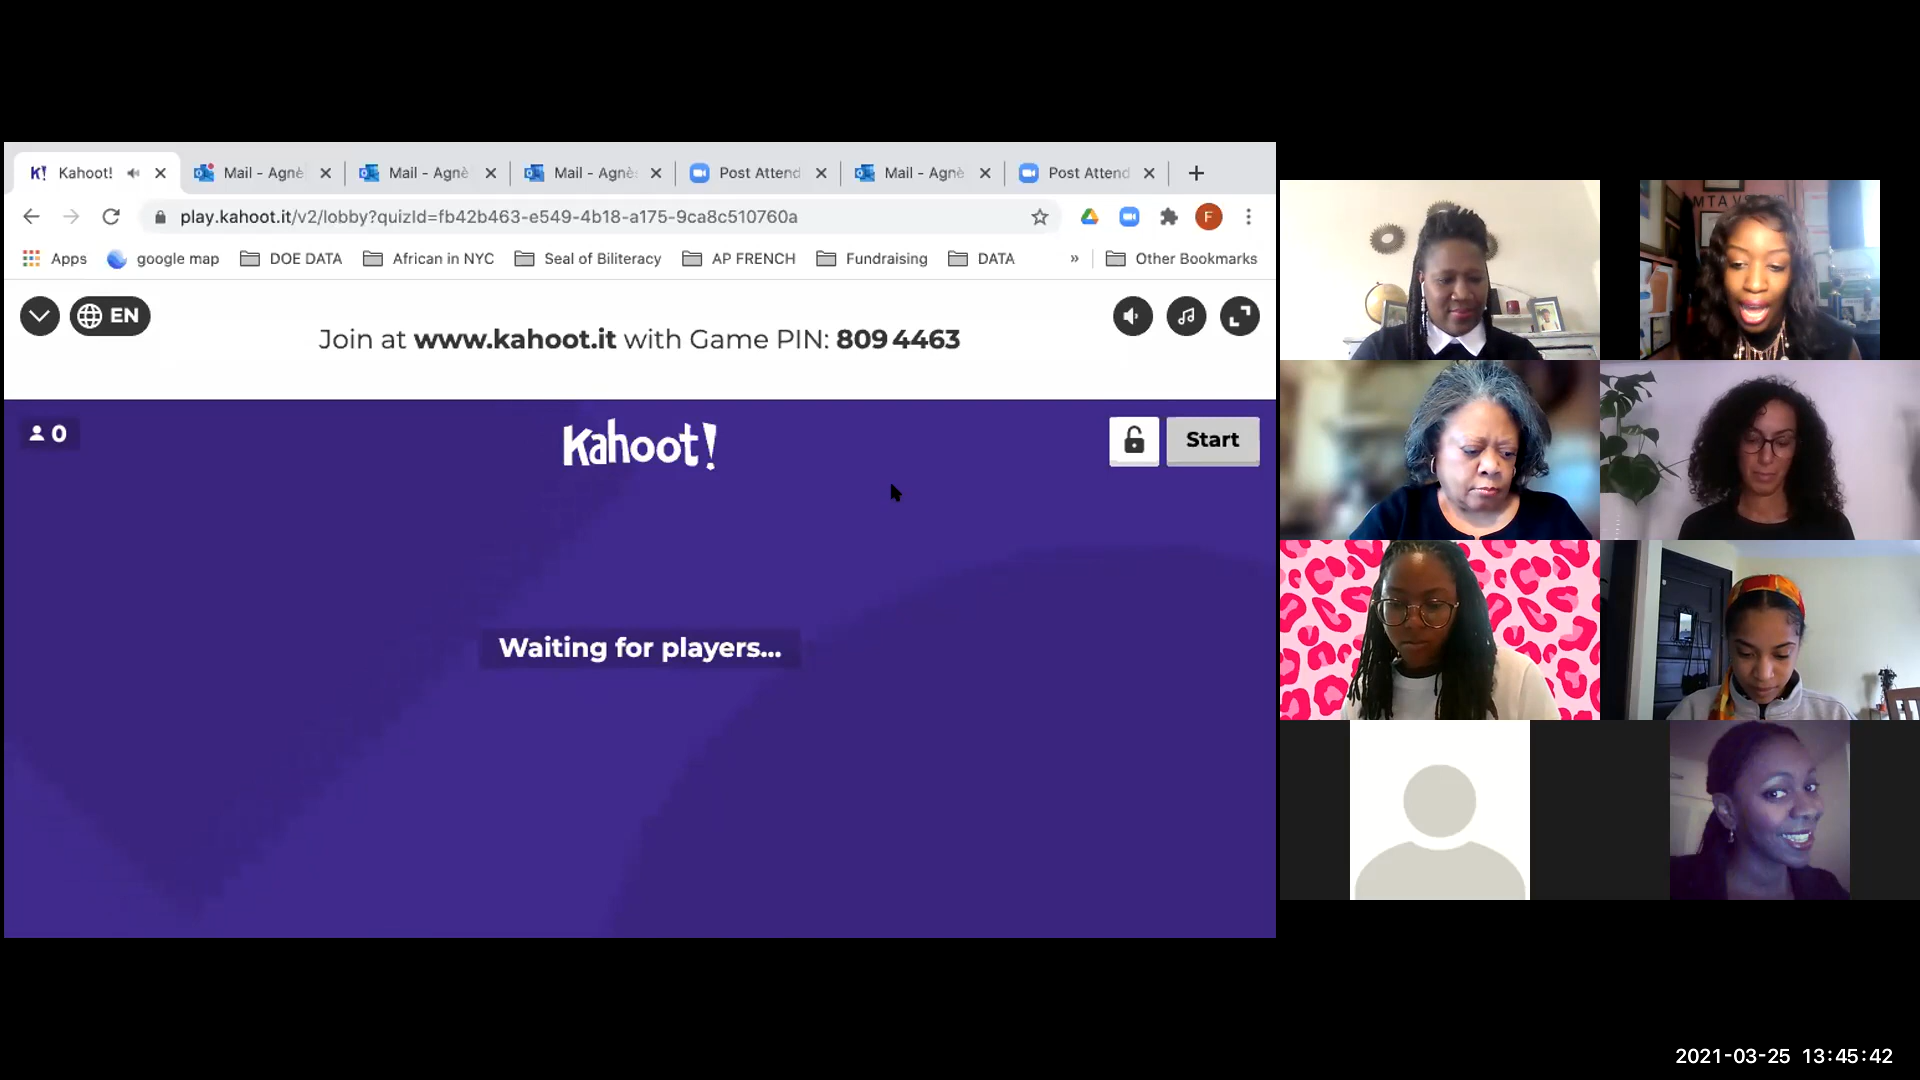 Kahoot!
Mail - Agnè
Mail - Agnè
Mail - Agnè
Post Attend
Mail - Agnè
Post Attend
play.kahoot.it/v2/lobby?quizId=fb42b463-e549-4b18-a175-9ca8c510760a
F
Apps
google map
DOE DATA
African in NYC
Seal of Biliteracy
AP FRENCH
Fundraising
DATA
»
Other Bookmarks
EN
Join at www.kahoot.it with Game PIN: 809 4463
0
Kahoot!
Start
Waiting for players...
2021-03-25 13:45:42